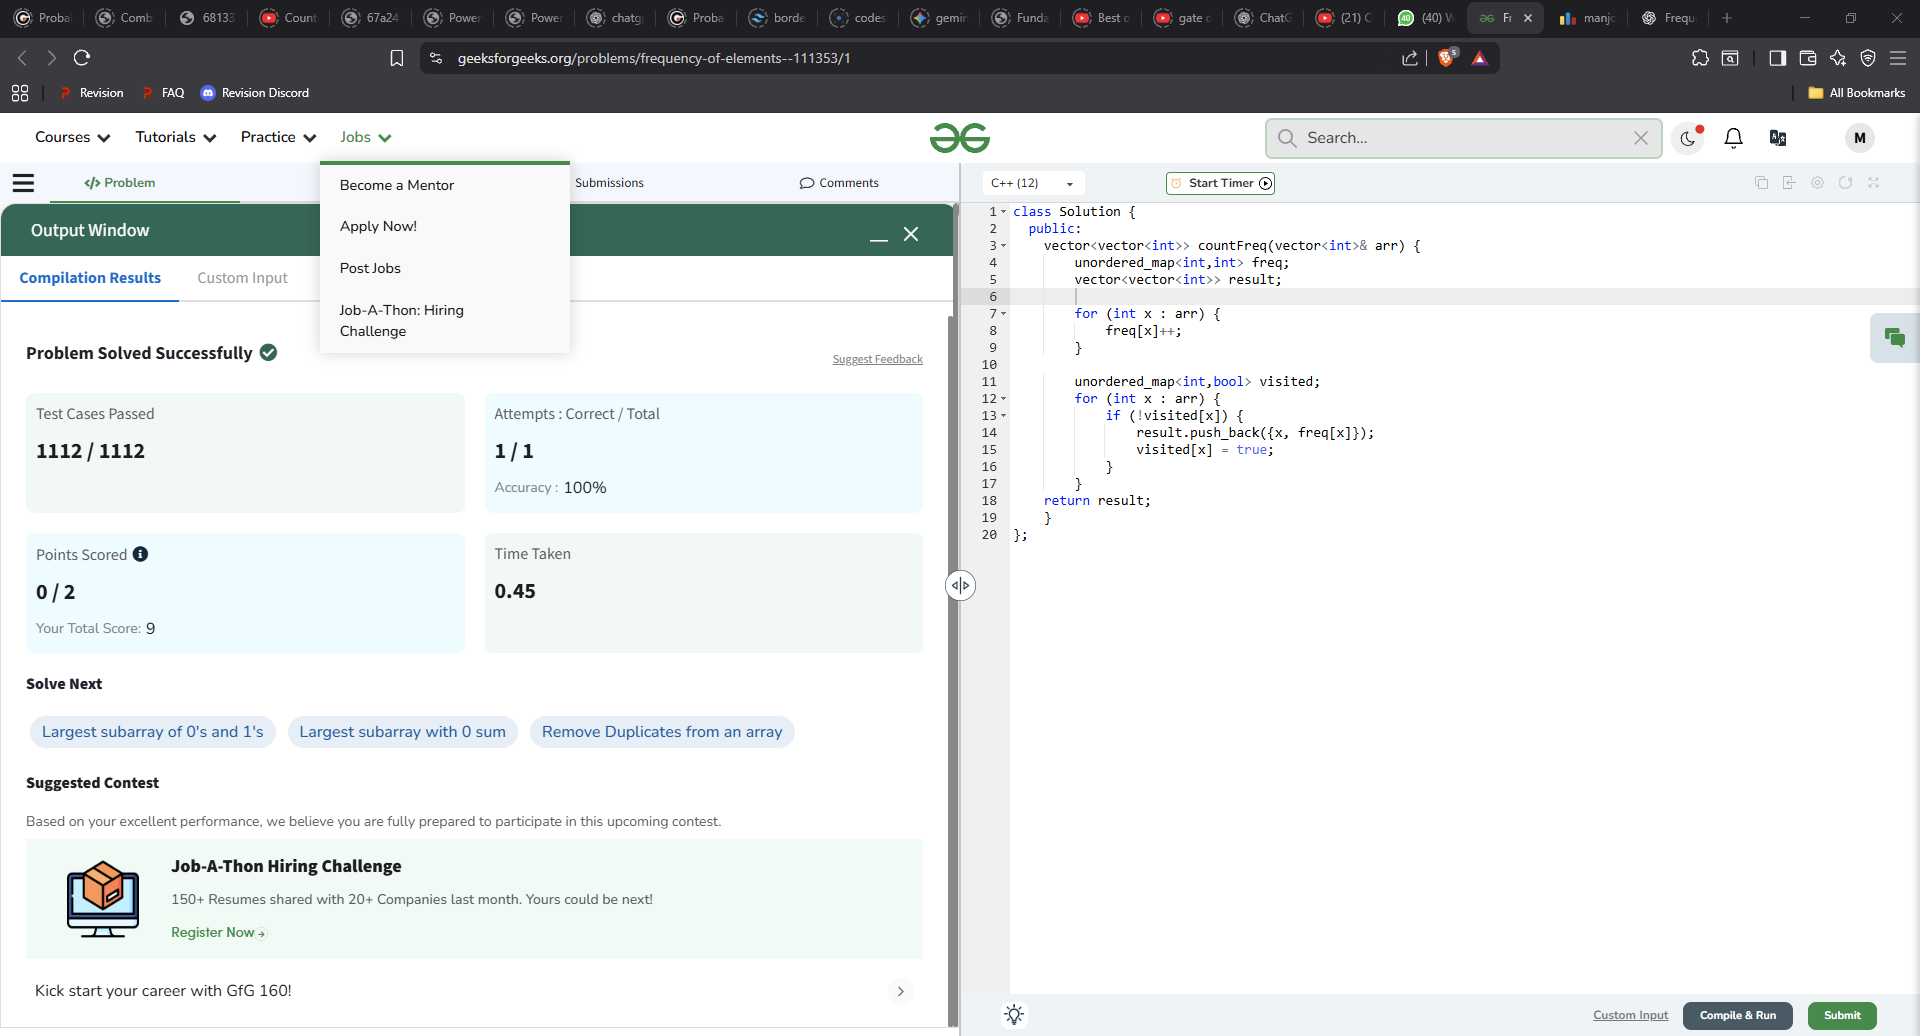 Proba
Comb
68133
Count
67a24
Power
Power
chatg
Proba
borde
codes
gemin
Funda
Best o
gate c
ChatG
(21) C
(40) W
Fr
manjo
Frequ
geeksforgeeks.org/problems/frequency-of-elements--111353/1
5
Revision
FAQ
Revision Discord
All Bookmarks
Courses
Tutorials
Practice
Jobs
Search...
M
Become a Mentor
Apply Now!
Post Jobs
Job-A-Thon: Hiring
Challenge
</> Problem
Submissions
Comments
Output Window
Compilation Results
Custom Input
Problem Solved Successfully
Suggest Feedback
Test Cases Passed
1112 / 1112
Attempts : Correct / Total
1 / 1
Accuracy : 100%
Points Scored
0 / 2
Your Total Score: 9
Time Taken
0.45
Solve Next
Largest subarray of 0's and 1's
Largest subarray with 0 sum
Remove Duplicates from an array
Suggested Contest
Based on your excellent performance, we believe you are fully prepared to participate in this upcoming contest.
Job-A-Thon Hiring Challenge
150+ Resumes shared with 20+ Companies last month. Yours could be next!
Register Now
Kick start your career with GfG 160!
C++ (12)
Start Timer
1 class Solution {
2 public:
3 vector<vector<int>> countFreq(vector<int>& arr) {
4 unordered_map<int,int> freq;
5 vector<vector<int>> result;
6
7 for (int x : arr) {
8 freq[x]++;
9 }
10
11 unordered_map<int,bool> visited;
12 for (int x : arr) {
13 if (!visited[x]) {
14 result.push_back({x, freq[x]});
15 visited[x] = true;
16 }
17 }
18 return result;
19 }
20 };
Custom Input
Compile & Run
Submit